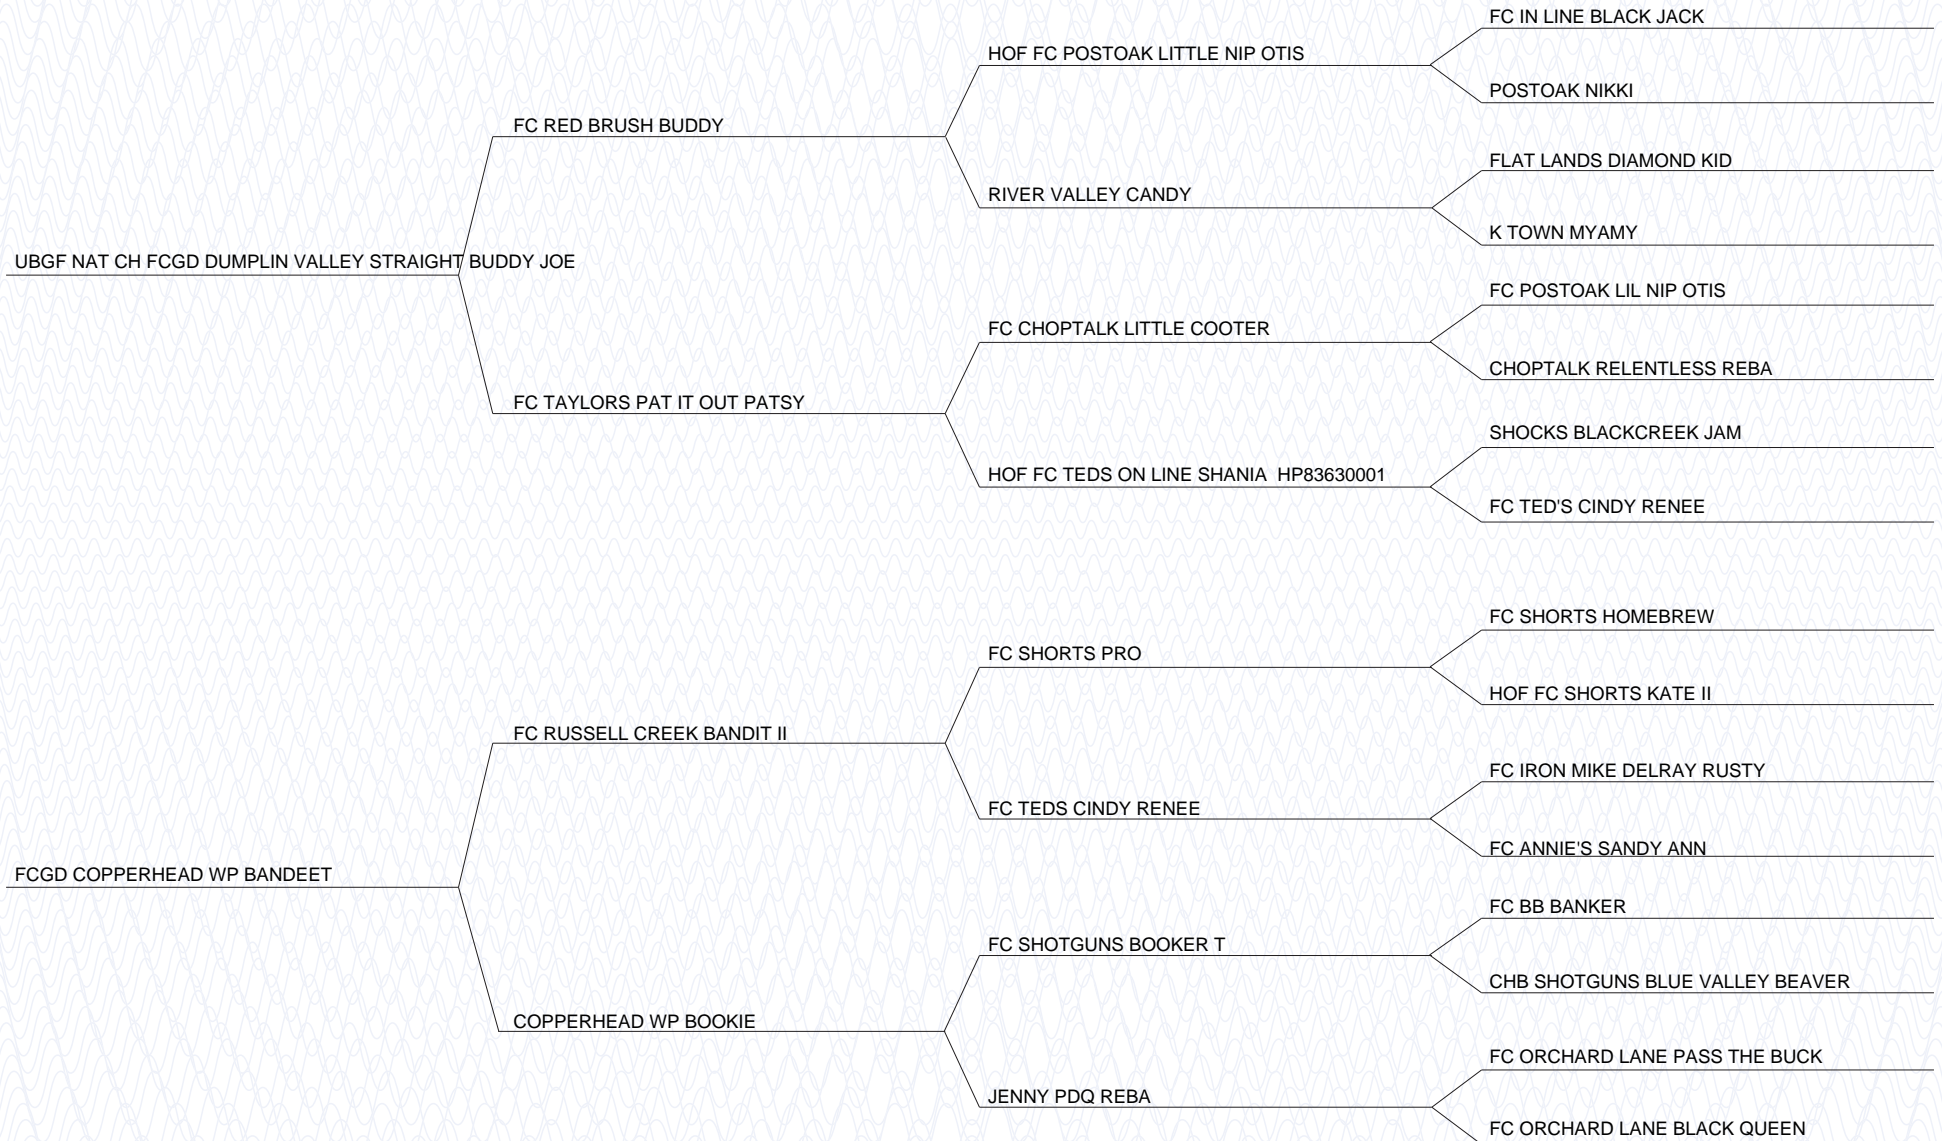 FC IN LINE BLACK JACK
HOF FC POSTOAK LITTLE NIP OTIS
POSTOAK NIKKI
FC RED BRUSH BUDDY
FLAT LANDS DIAMOND KID
RIVER VALLEY CANDY
K TOWN MYAMY
UBGF NAT CH FCGD DUMPLIN VALLEY STRAIGHT BUDDY JOE
FC POSTOAK LIL NIP OTIS
FC CHOPTALK LITTLE COOTER
CHOPTALK RELENTLESS REBA
FC TAYLORS PAT IT OUT PATSY
SHOCKS BLACKCREEK JAM
HOF FC TEDS ON LINE SHANIA  HP83630001
FC TED'S CINDY RENEE
FC SHORTS HOMEBREW
FC SHORTS PRO
HOF FC SHORTS KATE II
FC RUSSELL CREEK BANDIT II
FC IRON MIKE DELRAY RUSTY
FC TEDS CINDY RENEE
FC ANNIE'S SANDY ANN
FCGD COPPERHEAD WP BANDEET
FC BB BANKER
FC SHOTGUNS BOOKER T
CHB SHOTGUNS BLUE VALLEY BEAVER
COPPERHEAD WP BOOKIE
FC ORCHARD LANE PASS THE BUCK
JENNY PDQ REBA
FC ORCHARD LANE BLACK QUEEN